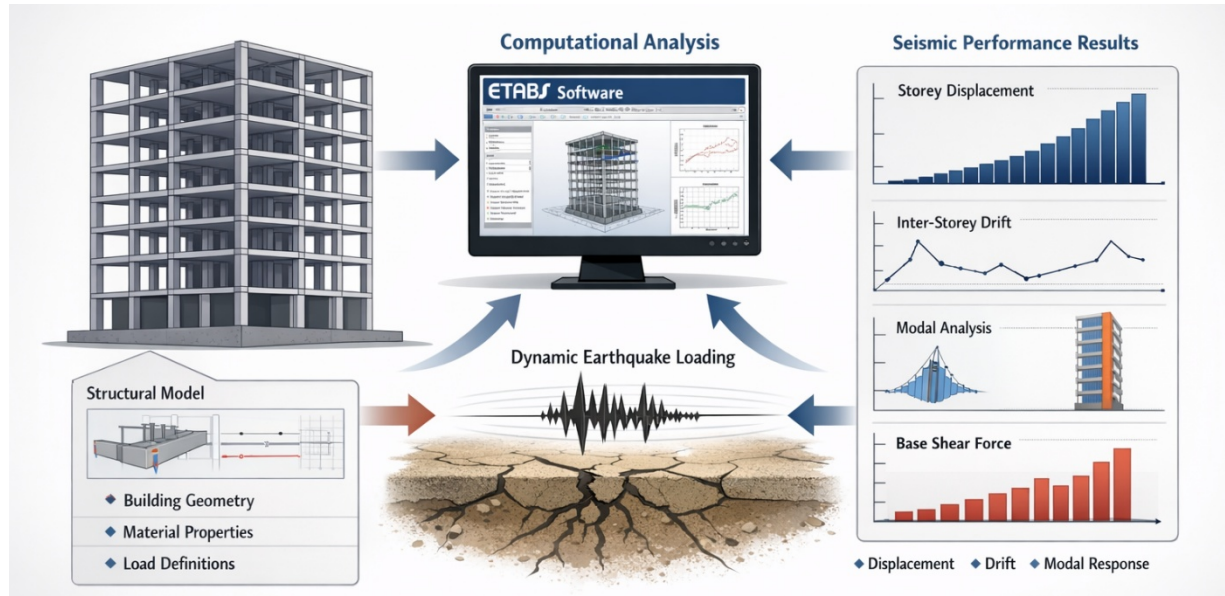 Computational Analysis
ETABS Software
Seismic Performance Results
Storey Displacement
Inter-Storey Drift
Modal Analysis
Base Shear Force
Displacement
Drift
Modal Response
Dynamic Earthquake Loading
Structural Model
Building Geometry
Material Properties
Load Definitions